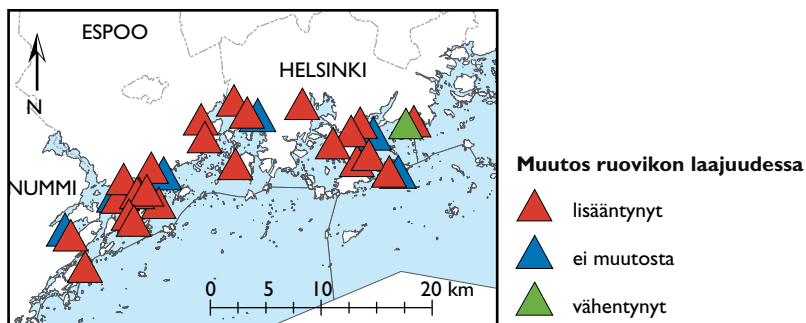 ESPOO
HELSINKI
N
NUMMI
0 5 10 20 km
Muutos ruovikon laajuudessa
lisääntynyt
ei muutosta
vähentynyt